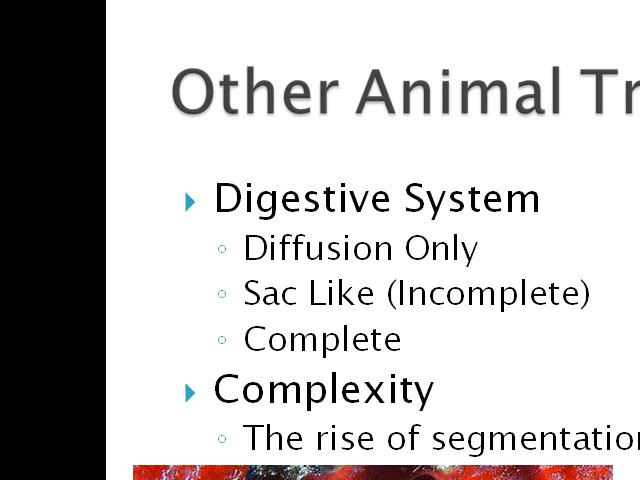 Other Animal Tr
Digestive System
Diffusion Only
Sac Like (Incomplete)
Complete
Complexity
The rise of segmentation